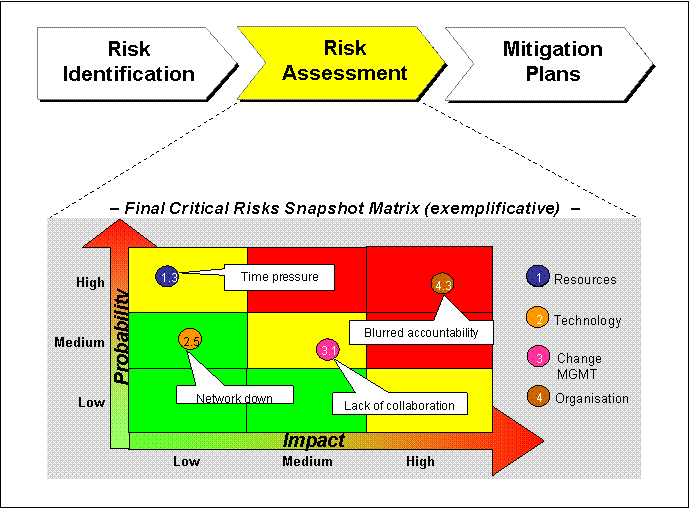 Risk
Identification
Risk
Assessment
Mitigation
Plans
– Final Critical Risks Snapshot Matrix (exemplificative) –
Probability
High
Medium
Low
1.3
Time pressure
4.3
Blurred accountability
2.5
Network down
3.1
Lack of collaboration
1 Resources
2 Technology
3 Change
MGMT
4 Organisation
Impact
Low
Medium
High